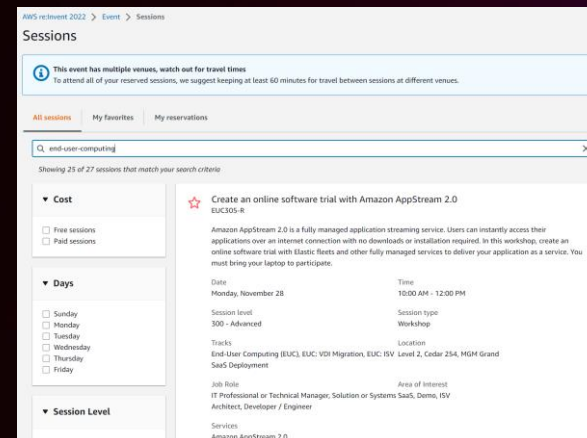 AWS re:Invent 2022 > Event > Sessions
Sessions
This event has multiple venues, watch out for travel times
To attend all of your reserved sessions, we suggest keeping at least 60 minutes for travel between sessions at different venues.
All sessions My favorites My reservations
end-user-computing
Showing 25 of 27 sessions that match your search criteria
Cost
Free sessions
Paid sessions
Days
Sunday
Monday
Tuesday
Wednesday
Thursday
Friday
Session Level
Create an online software trial with Amazon AppStream 2.0
EUC305-R
Amazon AppStream 2.0 is a fully managed application streaming service. Users can instantly access their
applications over an internet connection with no downloads or installation required. In this workshop, create an
online software trial with Elastic fleets and other fully managed services to deliver your application as a service. You
must bring your laptop to participate.
Date Time
Monday, November 28 10:00 AM - 12:00 PM
Session level Session type
300 - Advanced Workshop
Tracks Location
End-User Computing (EUC), EUC: VDI Migration, EUC: ISV Level 2, Cedar 254, MGM Grand
SaaS Deployment
Job Role Area of Interest
IT Professional or Technical Manager, Solution or Systems SaaS, Demo, ISV
Architect, Developer / Engineer
Services
Amazon AppStream 2.0